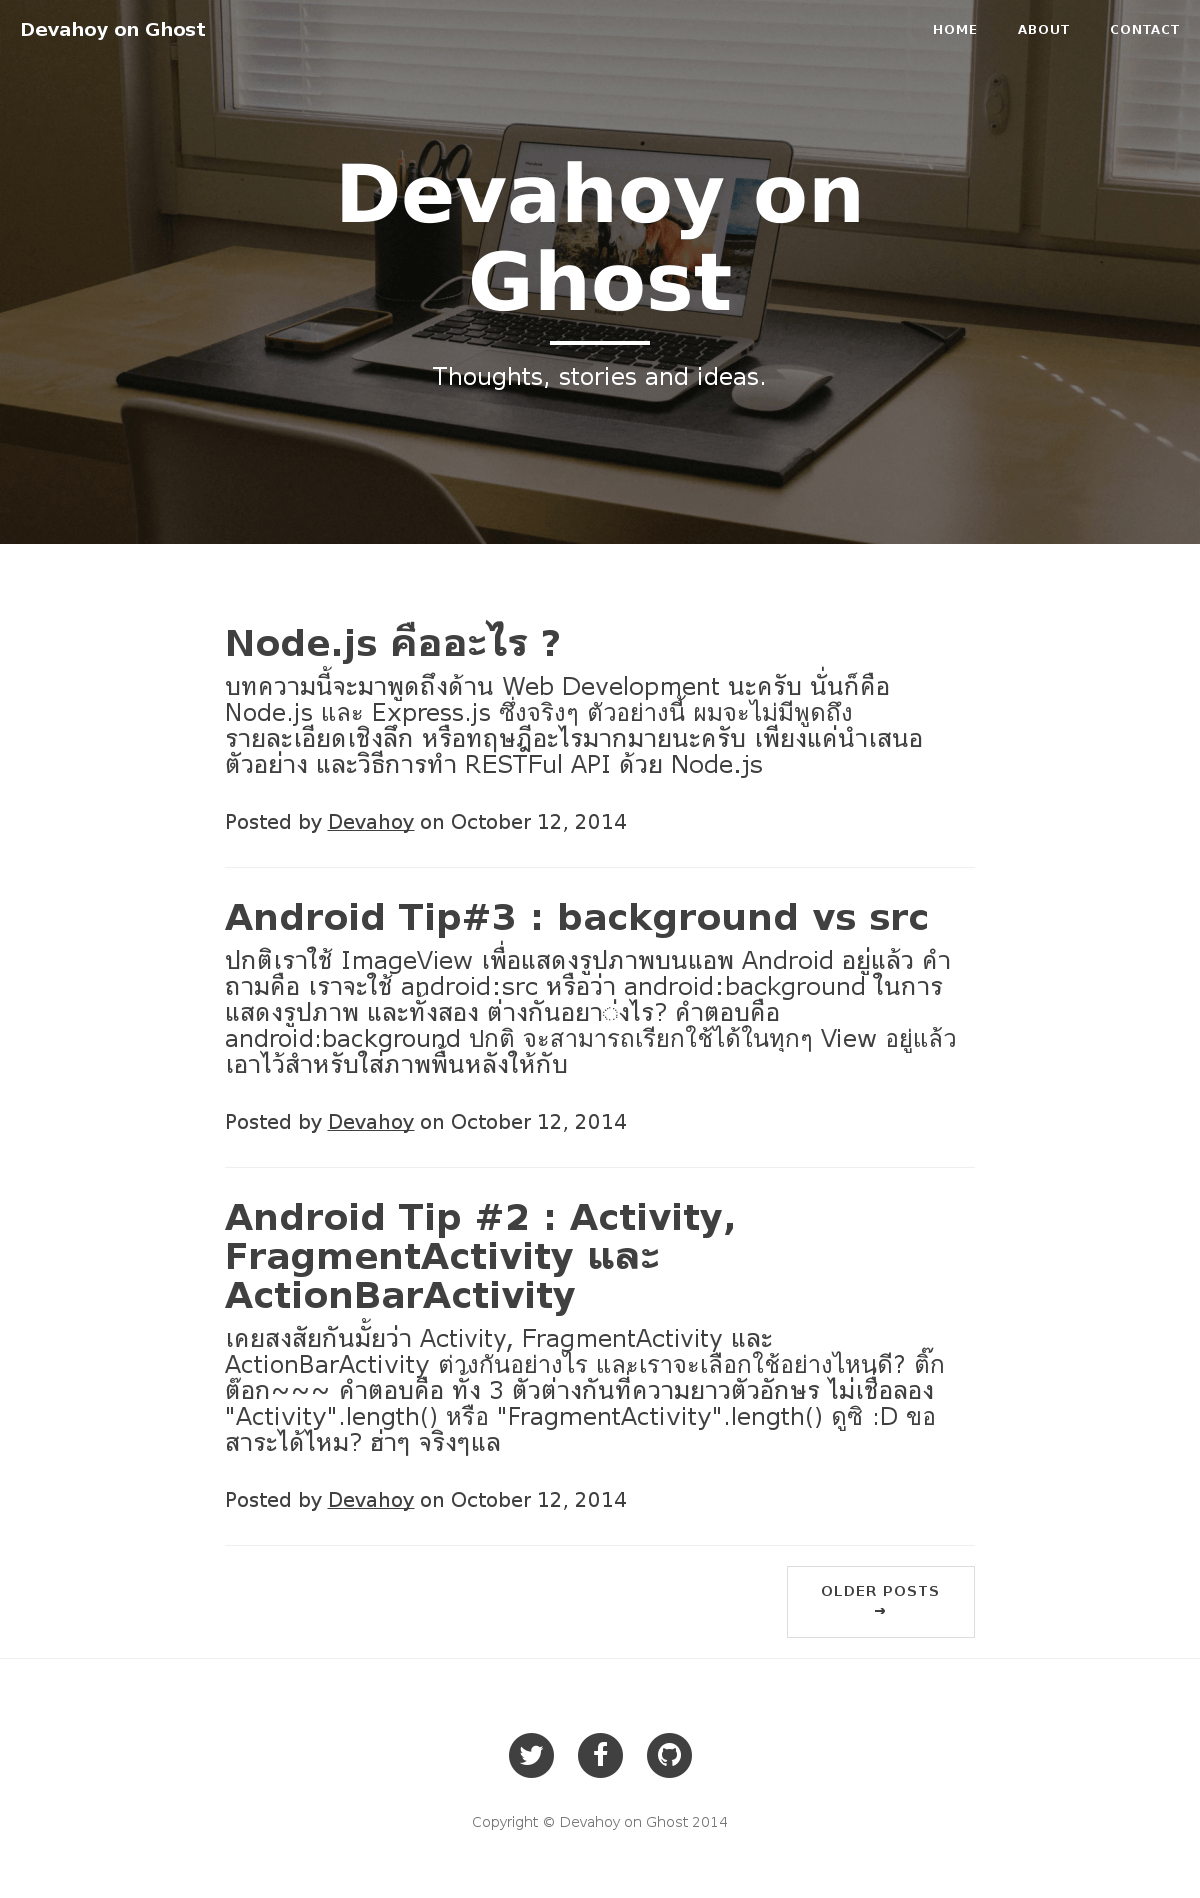 Devahoy on Ghost
HOME ABOUT CONTACT
Devahoy on
Ghost
Thoughts, stories and ideas.
Node.js คืออะไร ?
บทความนี้จะมาพูดถึงด้าน Web Development นะครับ นั่นก็คือ
Node.js และ Express.js ซึ่งจริงๆ ตัวอย่างนี้ ผมจะไม่มีพูดถึง
รายละเอียดเชิงลึก หรือทฤษฎีอะไรมากมายนะครับ เพียงแค่นำเสนอ
ตัวอย่าง และวิธีการทำ RESTFul API ด้วย Node.js
Posted by Devahoy on October 12, 2014
Android Tip#3 : background vs src
ปกติเราใช้ ImageView เพื่อแสดงรูปภาพบนแอพ Android อยู่แล้ว คำ
ถามคือ เราจะใช้ android:src หรือว่า android:background ในการ
แสดงรูปภาพ และทั้งสอง ต่างกันอยา่งไร? คำตอบคือ
android:background ปกติ จะสามารถเรียกใช้ได้ในทุกๆ View อยู่แล้ว
เอาไว้สำหรับใส่ภาพพื้นหลังให้กับ
Posted by Devahoy on October 12, 2014
Android Tip #2 : Activity,
FragmentActivity และ
ActionBarActivity
เคยสงสัยกันมั้ยว่า Activity, FragmentActivity และ
ActionBarActivity ต่างกันอย่างไร และเราจะเลือกใช้อย่างไหนดี? ติ๊ก
ต๊อก~~~ คำตอบคือ ทั้ง 3 ตัวต่างกันที่ความยาวตัวอักษร ไม่เชื่อลอง
"Activity".length() หรือ "FragmentActivity".length() ดูซิ :D ขอ
สาระได้ไหม? ฮ่าๆ จริงๆแล
Posted by Devahoy on October 12, 2014
OLDER POSTS
→
Copyright © Devahoy on Ghost 2014